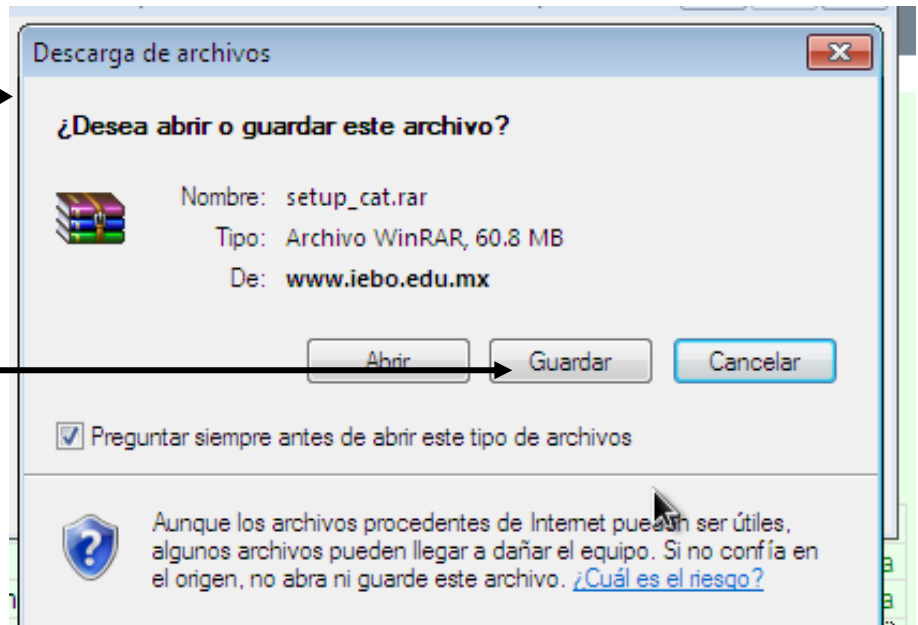 Descarga de archivos
¿Desea abrir o guardar este archivo?
Nombre: setup_cat.rar
Tipo: Archivo WinRAR, 60.8 MB
De: www.iebo.edu.mx
Abrir Guardar Cancelar
Preguntar siempre antes de abrir este tipo de archivos
Aunque los archivos procedentes de Internet pueden ser útiles,
algunos archivos pueden llegar a dañar el equipo. Si no confía en
el origen, no abra ni guarde este archivo. ¿Cuál es el riesgo?